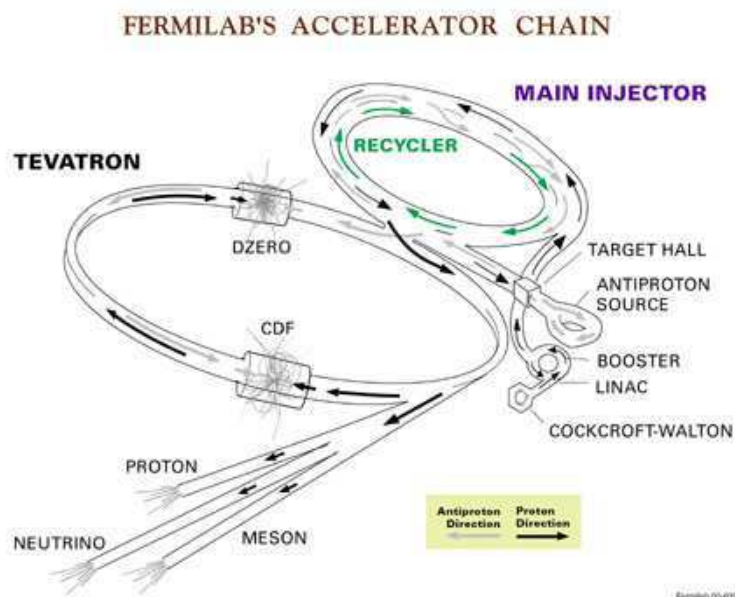 FERMILAB'S ACCELERATOR CHAIN
MAIN INJECTOR
RECYCLER
TEVATRON
DZERO
TARGET HALL
ANTIPROTON
SOURCE
CDF
BOOSTER
LINAC
COCKCROFT-WALTON
PROTON
NEUTRINO
MESON
Antiproton Proton
Direction Direction